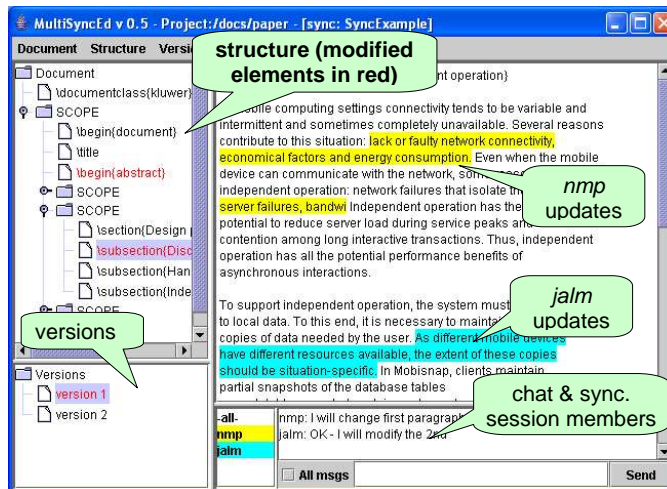 MultiSyncEd v 0.5 - Project:/docs/paper - [sync: SyncExample]
Document Structure Versi
structure (modified
elements in red)
Document
\documentclass{kluwer}
SCOPE
\begin{document}
\title
\begin{abstract}
SCOPE
SCOPE
\section{Design
\subsection{Disc
\subsection{Han
\subsection{Inde
SCOPE
versions
Versions
version 1
version 2
ent operation}
bile computing settings connectivity tends to be variable and
intermittent and sometimes completely unavailable. Several reasons
contribute to this situation: lack or faulty network connectivity,
economical factors and energy consumption. Even when the mobile
device can communicate with the network, som
independent operation: network failures that isolate th
server failures, bandwi Independent operation has the
potential to reduce server load during service peaks and
contention among long interactive transactions. Thus, independent
operation has all the potential performance benefits of
asynchronous interactions.
nmp
updates
To support independent operation, the system must
to local data. To this end, it is necessary to maintai
copies of data needed by the user. As different mobile devices
have different resources available, the extent of these copies
should be situation-specific. In Mobisnap, clients maintain
partial snapshots of the database tables
jalm
updates
chat & sync.
session members
-all-
nmp
jalm
nmp: I will change first paragraph
jalm: OK - I will modify the 2nd
All msgs
Send